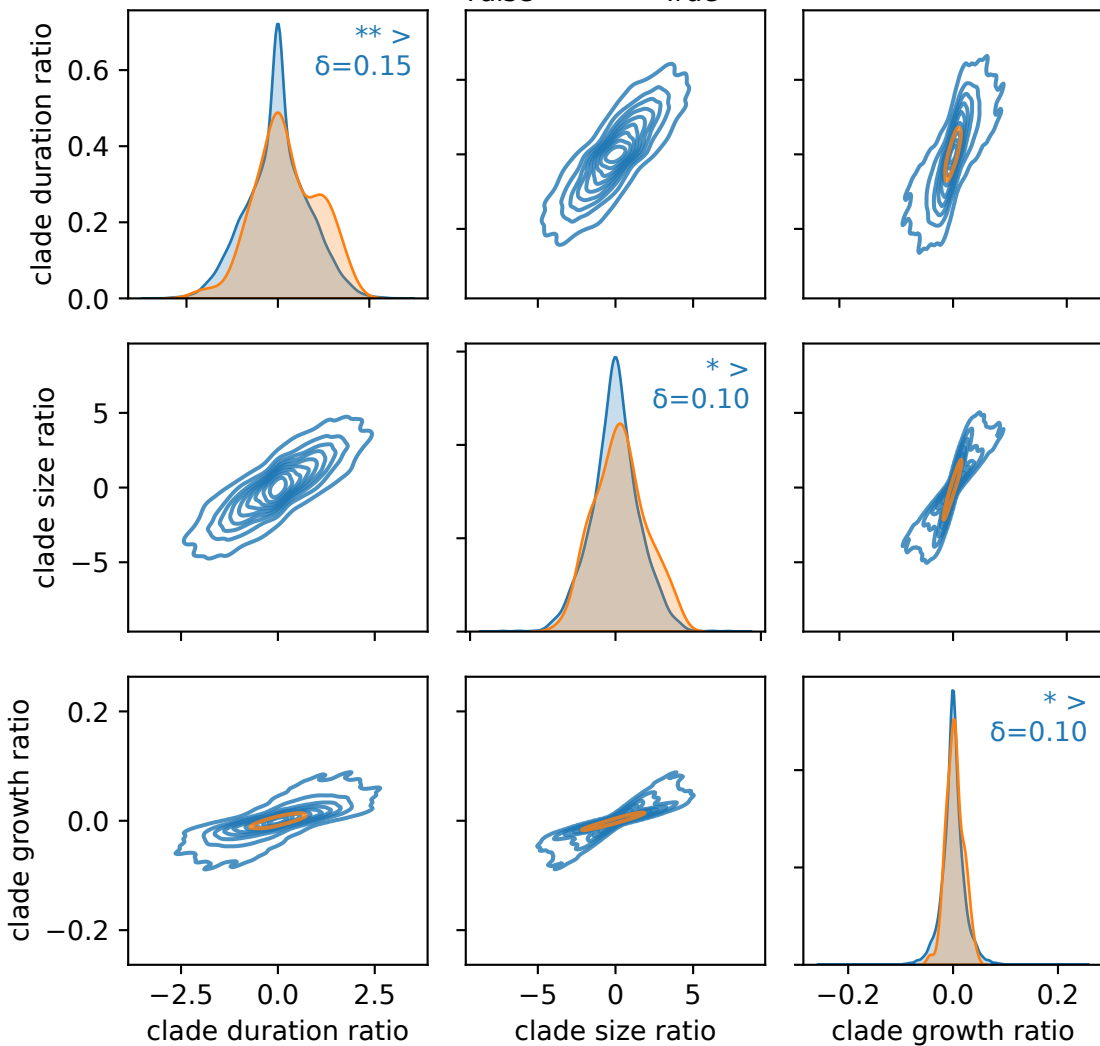 ** >
δ=0.15
clade duration ratio
0.6
0.4
0.2
0.0
* >
δ=0.10
clade size ratio
5
0
−5
* >
δ=0.10
clade growth ratio
0.2
0.0
−0.2
−2.5 0.0 2.5
−5 0 5
−0.2 0.0 0.2
clade duration ratio
clade size ratio
clade growth ratio